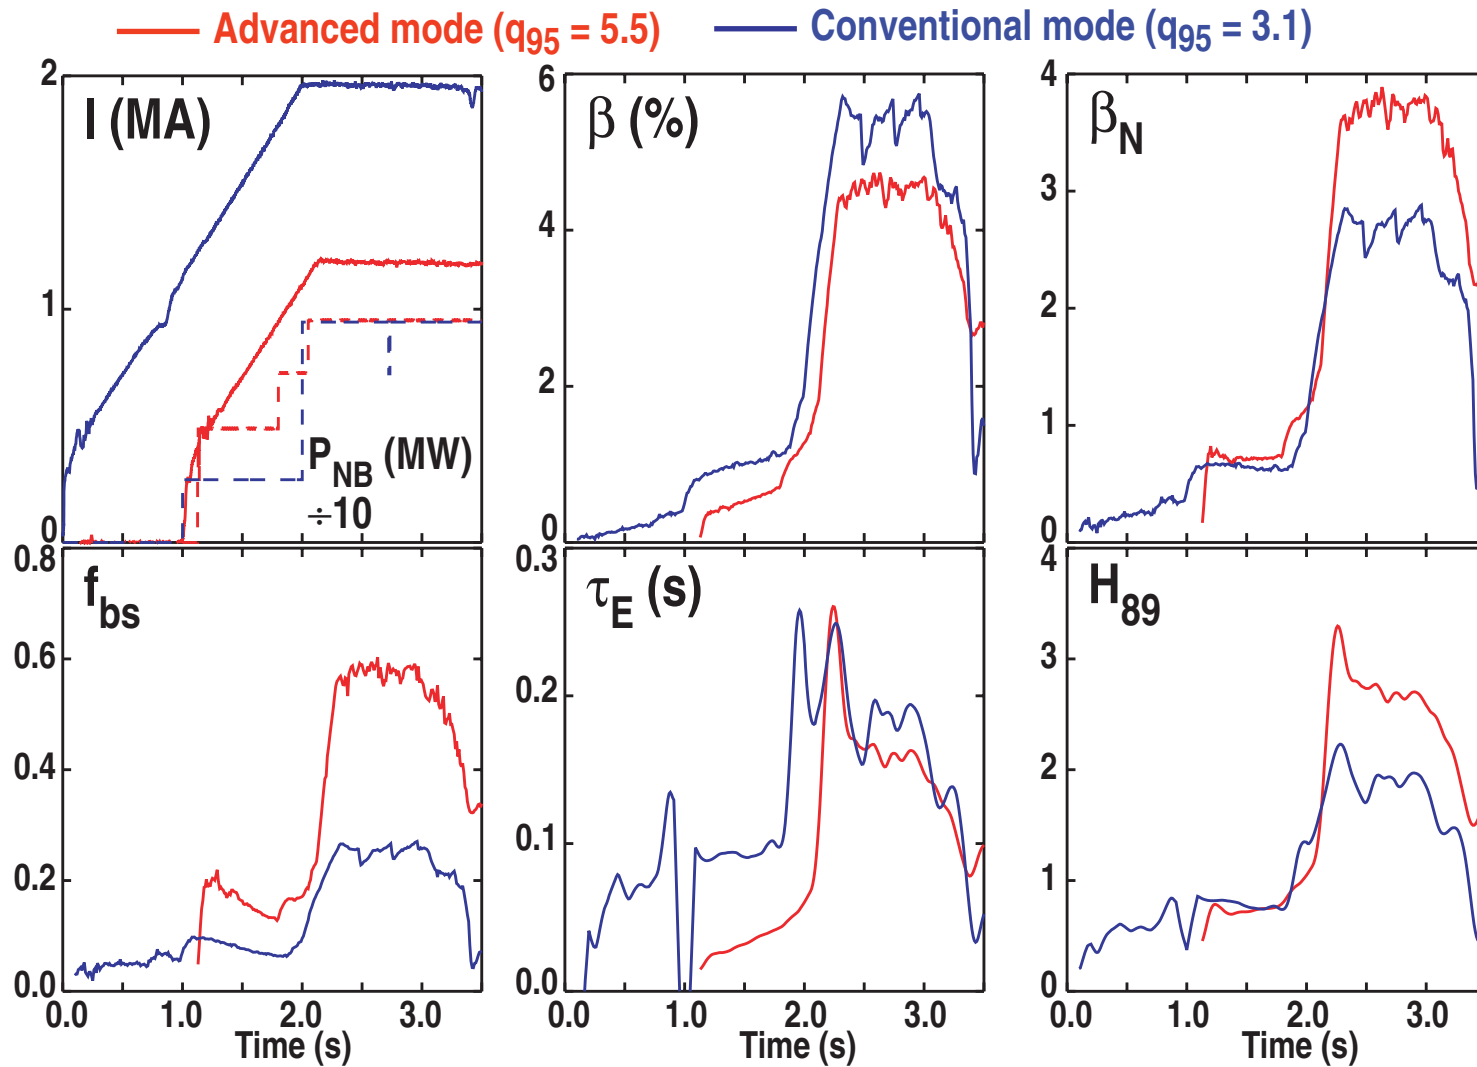 Advanced mode (q95 = 5.5) Conventional mode (q95 = 3.1)
2 6 4
I (MA) β (%) βN
4 3
1 2
PNB (MW) 2 1
÷10
0 0 0
0.8 0.3 4
fbs τE (s) H89
0.6 0.2 3
0.4 2
0.2 0.1 1
0.0 0.0 0
0.0 1.0 2.0 3.0 0.0 1.0 2.0 3.0 0.0 1.0 2.0 3.0
Time (s) Time (s) Time (s)